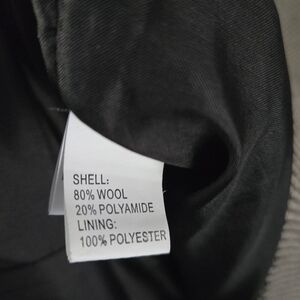 SHELL:
80% WOOL
20% POLYAMIDE
LINING:
100% POLYESTER